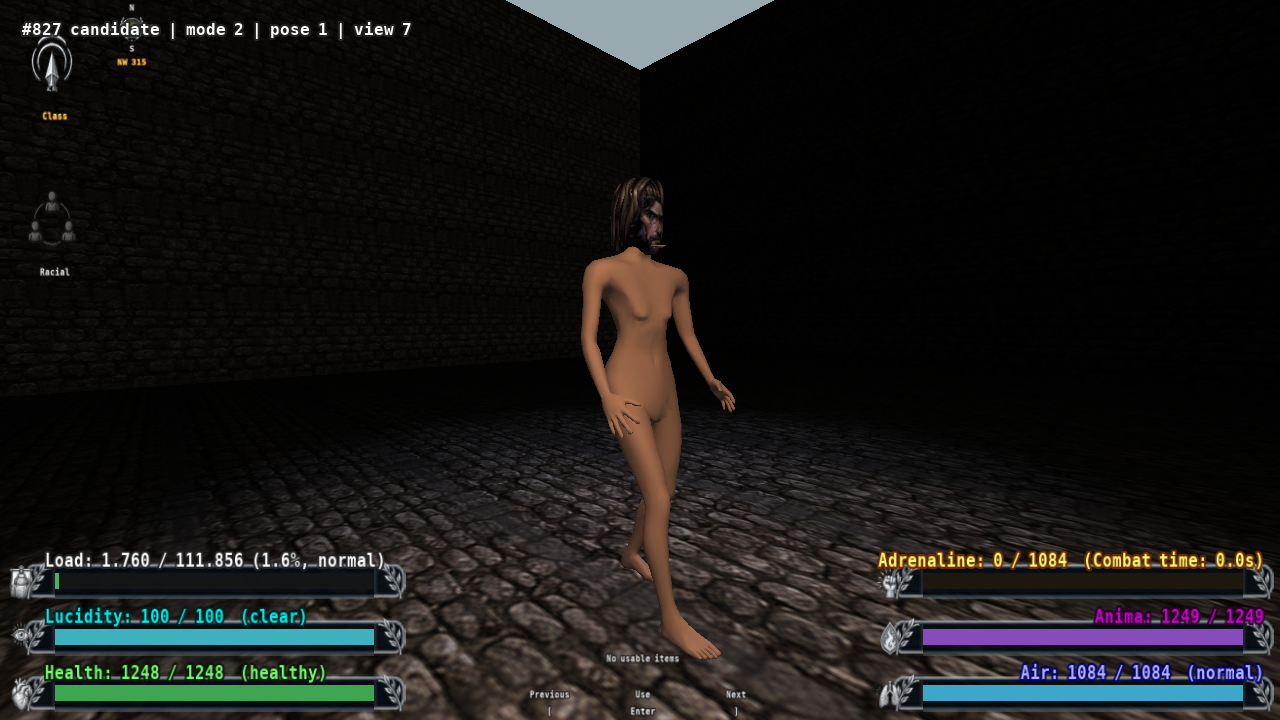 #827 candidate | mode 2 | pose 1 | view 7
N
S
NW 315
Class
Racial
Load: 1.760 / 111.856 (1.6%, normal)
Lucidity: 100 / 100 (clear)
Health: 1248 / 1248 (healthy)
Adrenaline: 0 / 1084 (Combat time: 0.0s)
Anima: 1249 / 1249
Air: 1084 / 1084 (normal)
No usable items
Previous Use Next
[ Enter ]